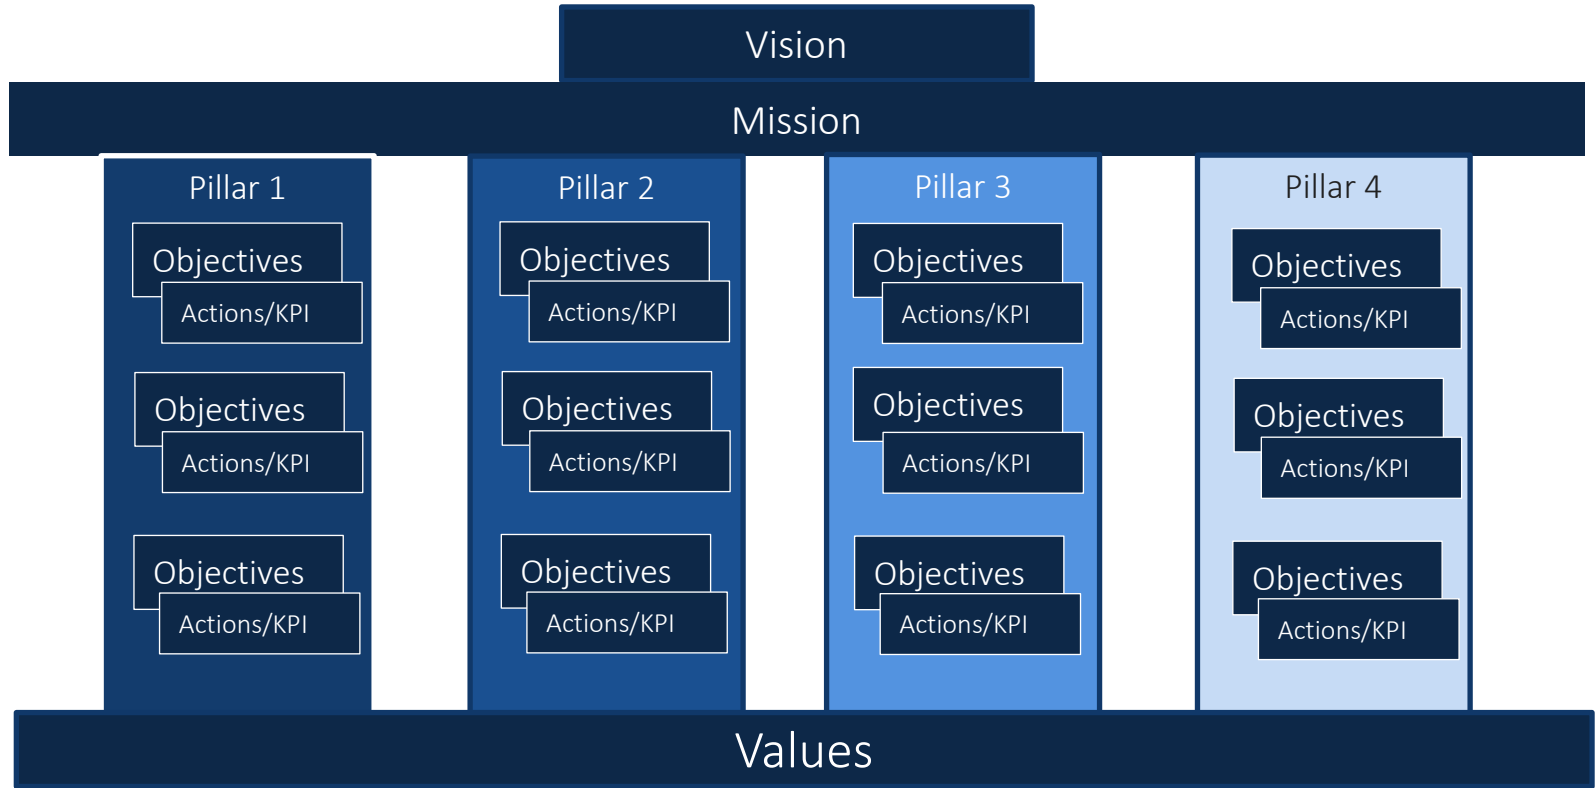 Vision
Mission
Pillar 1
Objectives
Actions/KPI
Objectives
Actions/KPI
Objectives
Actions/KPI
Pillar 2
Objectives
Actions/KPI
Objectives
Actions/KPI
Objectives
Actions/KPI
Pillar 3
Objectives
Actions/KPI
Objectives
Actions/KPI
Objectives
Actions/KPI
Pillar 4
Objectives
Actions/KPI
Objectives
Actions/KPI
Objectives
Actions/KPI
Values